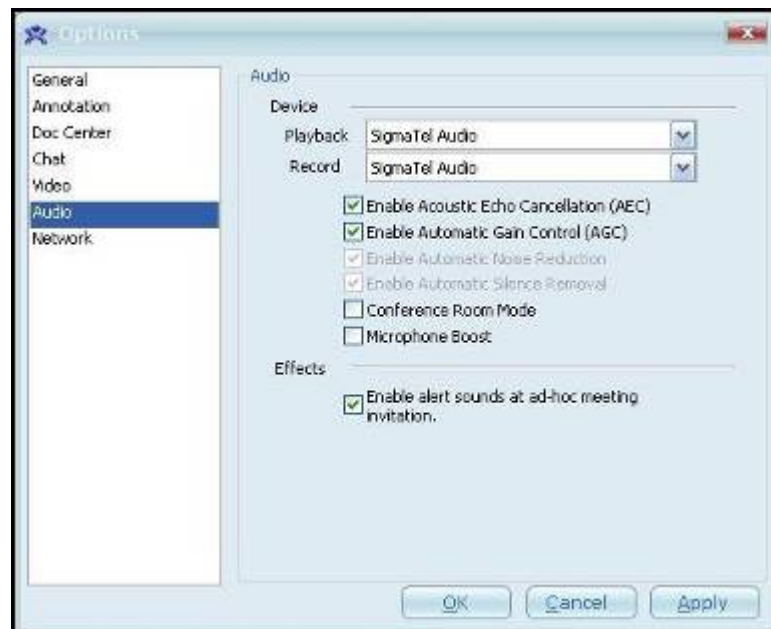 Options
General
Annotation
Doc Center
Chat
Video
Audio
Network
Audio
Device
Playback SigmaTel Audio
Record SigmaTel Audio
Enable Acoustic Echo Cancellation (AEC)
Enable Automatic Gain Control (AGC)
Enable Automatic Noise Reduction
Enable Automatic Silence Removal
Conference Room Mode
Microphone Boost
Effects
Enable alert sounds at ad-hoc meeting
invitation.
OK Cancel Apply